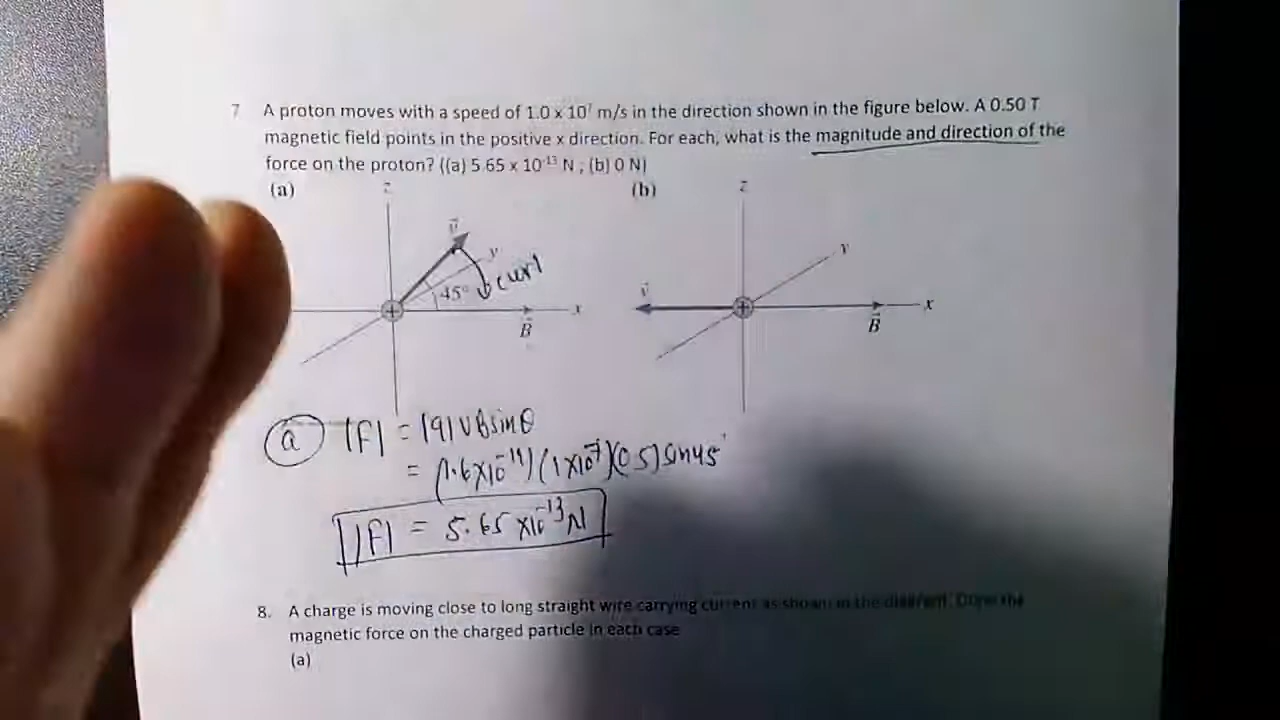 7 A proton moves with a speed of 1.0 x 10⁷ m/s in the direction shown in the figure below. A 0.50 T
magnetic field points in the positive x direction. For each, what is the magnitude and direction of the
force on the proton? ((a) 5.65 x 10⁻¹³ N ; (b) 0 N)
(a) z (b) z
v⃗ y curl y
45° v⃗
x x
B⃗ B⃗
a |F| = |q|vBsinθ
= (1.6x10⁻¹⁹)(1x10⁷)(0.5)sin45°
|F| = 5.65 x10⁻¹³N
8. A charge is moving close to long straight wire carrying current as shown in the diagram. Draw the
magnetic force on the charged particle in each case
(a)